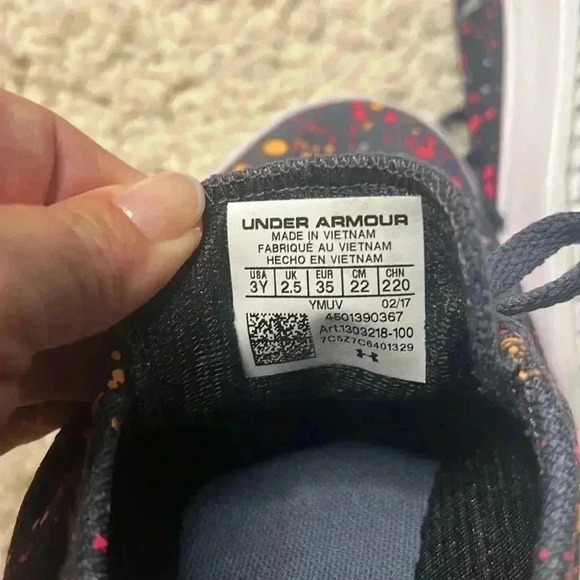 UNDER ARMOUR
MADE IN VIETNAM
FABRIQUÉ AU VIETNAM
HECHO EN VIETNAM
USA UK EUR CM CHN
3Y 2.5 35 22 220
YMUV 02/17
4501390367
Art.1303218-100
7C5Z7C6401329